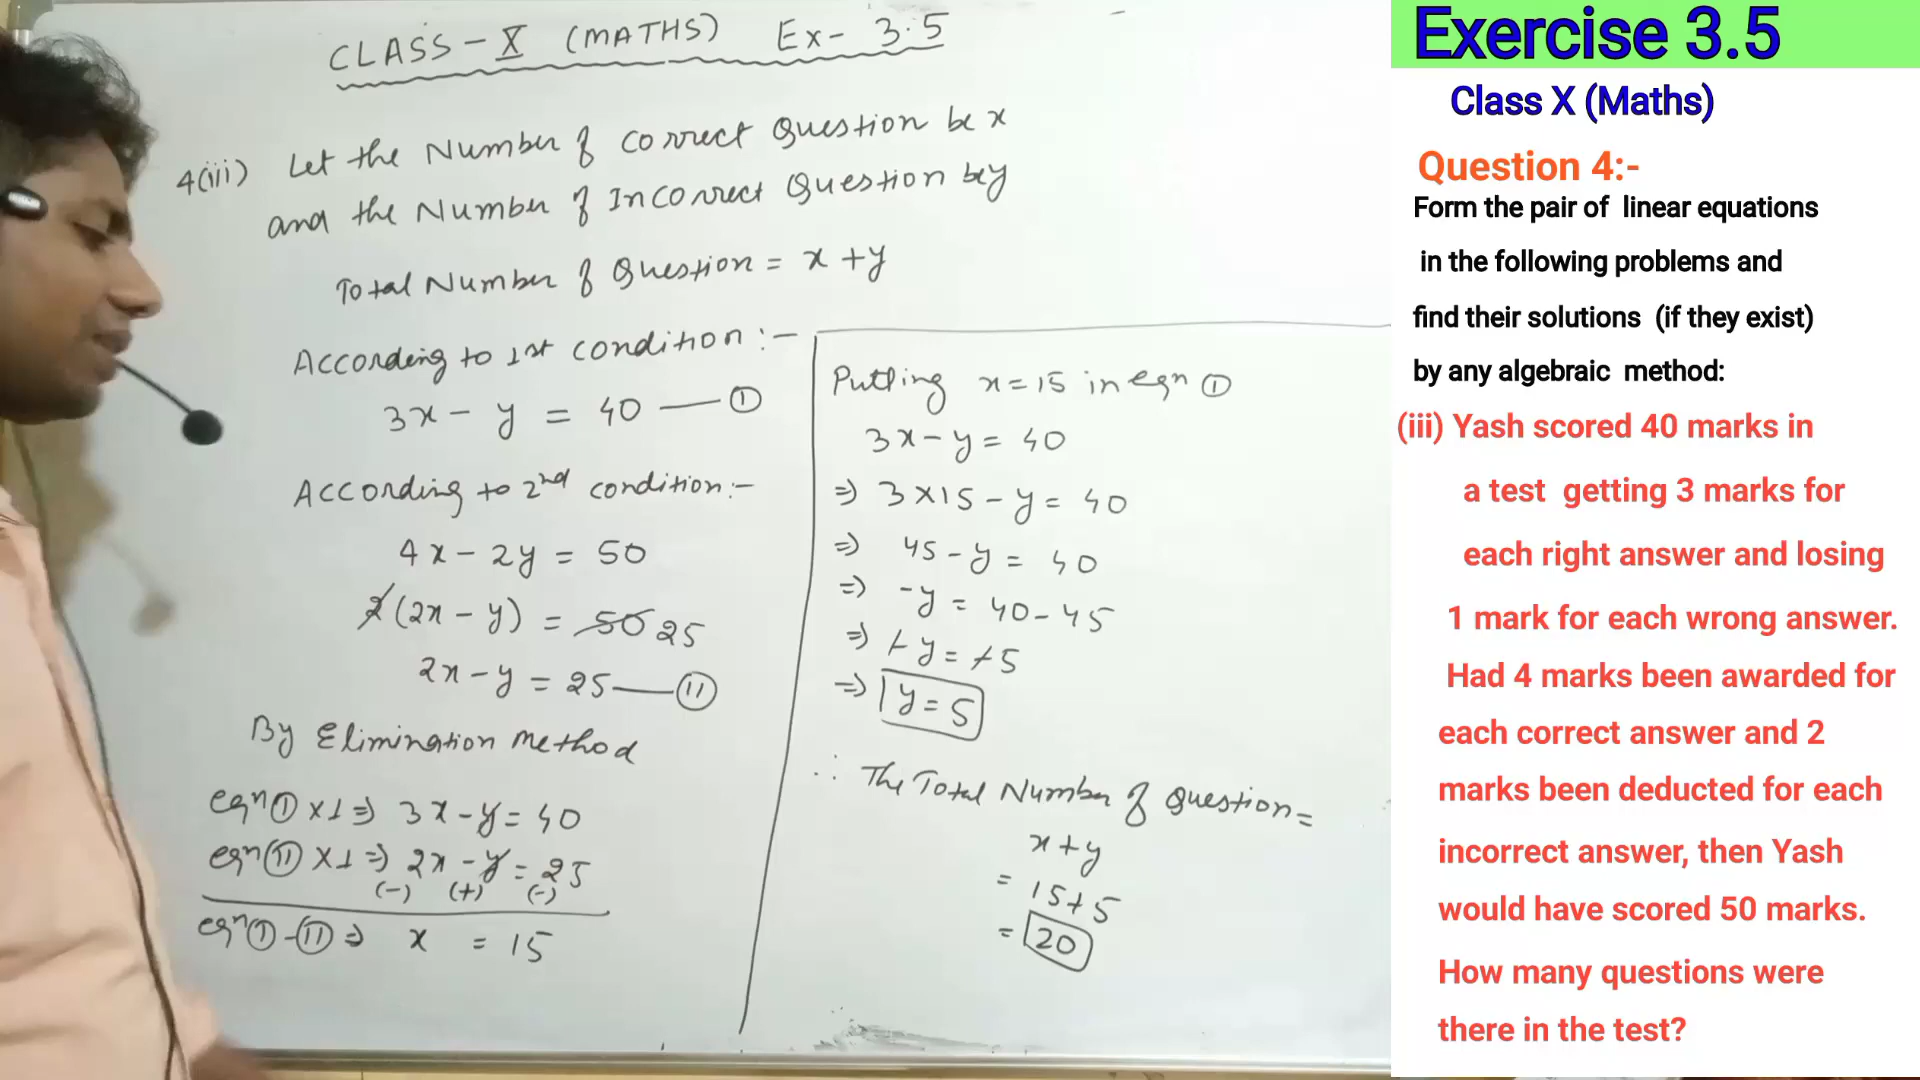 CLASS - X (MATHS) Ex- 3.5
4(iii) Let the Number of correct Question be x
and the Number of InCorrect Question be y
Total Number of Question = x + y
According to 1st condition :-
3x - y = 40 — ①
According to 2nd condition:-
4x - 2y = 50
2(2x - y) = 50 25
2x - y = 25 — ⑪
By Elimination Method
eqn ① x1 => 3x - y = 40
eqn ⑪ x1 => 2x - y = 25
(-) (+) (-)
eqn ① - ⑪ => x = 15
Putting x = 15 in eqn ①
3x - y = 40
=> 3 x 15 - y = 40
=> 45 - y = 40
=> -y = 40 - 45
=> -y = -5
=> y = 5
∴ The Total Number of Question =
x + y
= 15 + 5
= 20
Exercise 3.5
Class X (Maths)
Question 4:-
Form the pair of linear equations
in the following problems and
find their solutions (if they exist)
by any algebraic method:
(iii) Yash scored 40 marks in
a test getting 3 marks for
each right answer and losing
1 mark for each wrong answer.
Had 4 marks been awarded for
each correct answer and 2
marks been deducted for each
incorrect answer, then Yash
would have scored 50 marks.
How many questions were
there in the test?